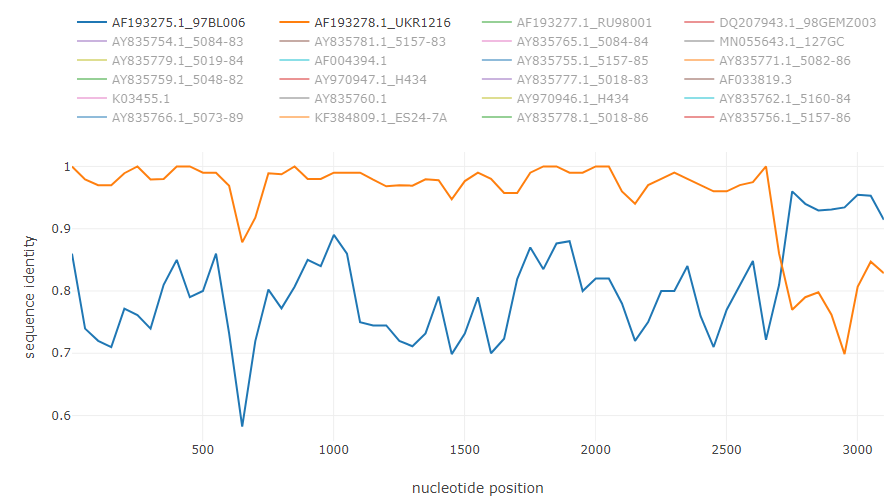 AF193275.1_97BL006 AF193278.1_UKR1216 AF193277.1_RU98001 DQ207943.1_98GEMZ003
AY835754.1_5084-83 AY835781.1_5157-83 AY835765.1_5084-84 MN055643.1_127GC
AY835779.1_5019-84 AF004394.1 AY835755.1_5157-85 AY835771.1_5082-86
AY835759.1_5048-82 AY970947.1_H434 AY835777.1_5018-83 AF033819.3
K03455.1 AY835760.1 AY970946.1_H434 AY835762.1_5160-84
AY835766.1_5073-89 KF384809.1_ES24-7A AY835778.1_5018-86 AY835756.1_5157-86
1
0.9
0.8
0.7
0.6
sequence identity
500 1000 1500 2000 2500 3000
nucleotide position